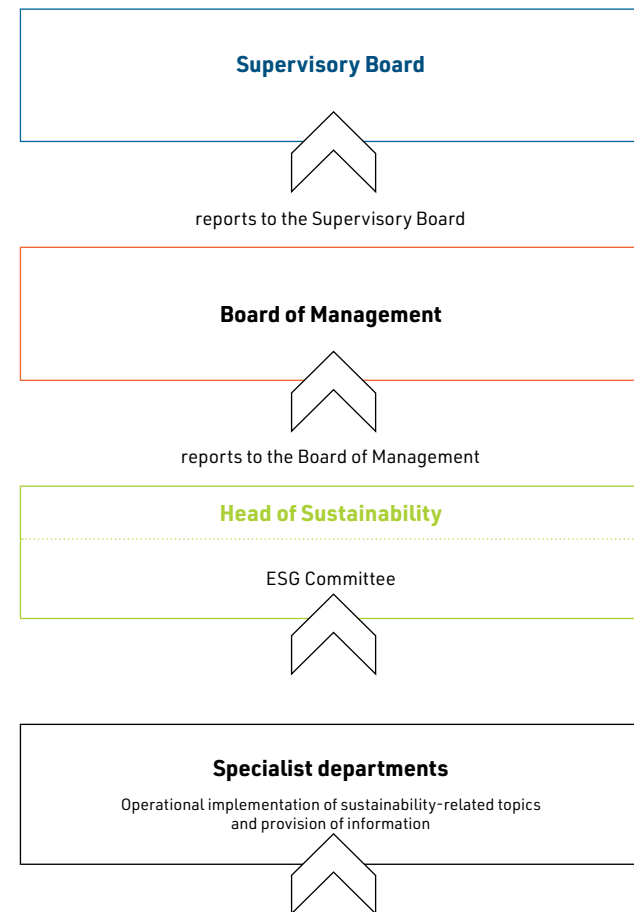 Supervisory Board
reports to the Supervisory Board
Board of Management
reports to the Board of Management
Head of Sustainability
ESG Committee
Specialist departments
Operational implementation of sustainability-related topics
and provision of information